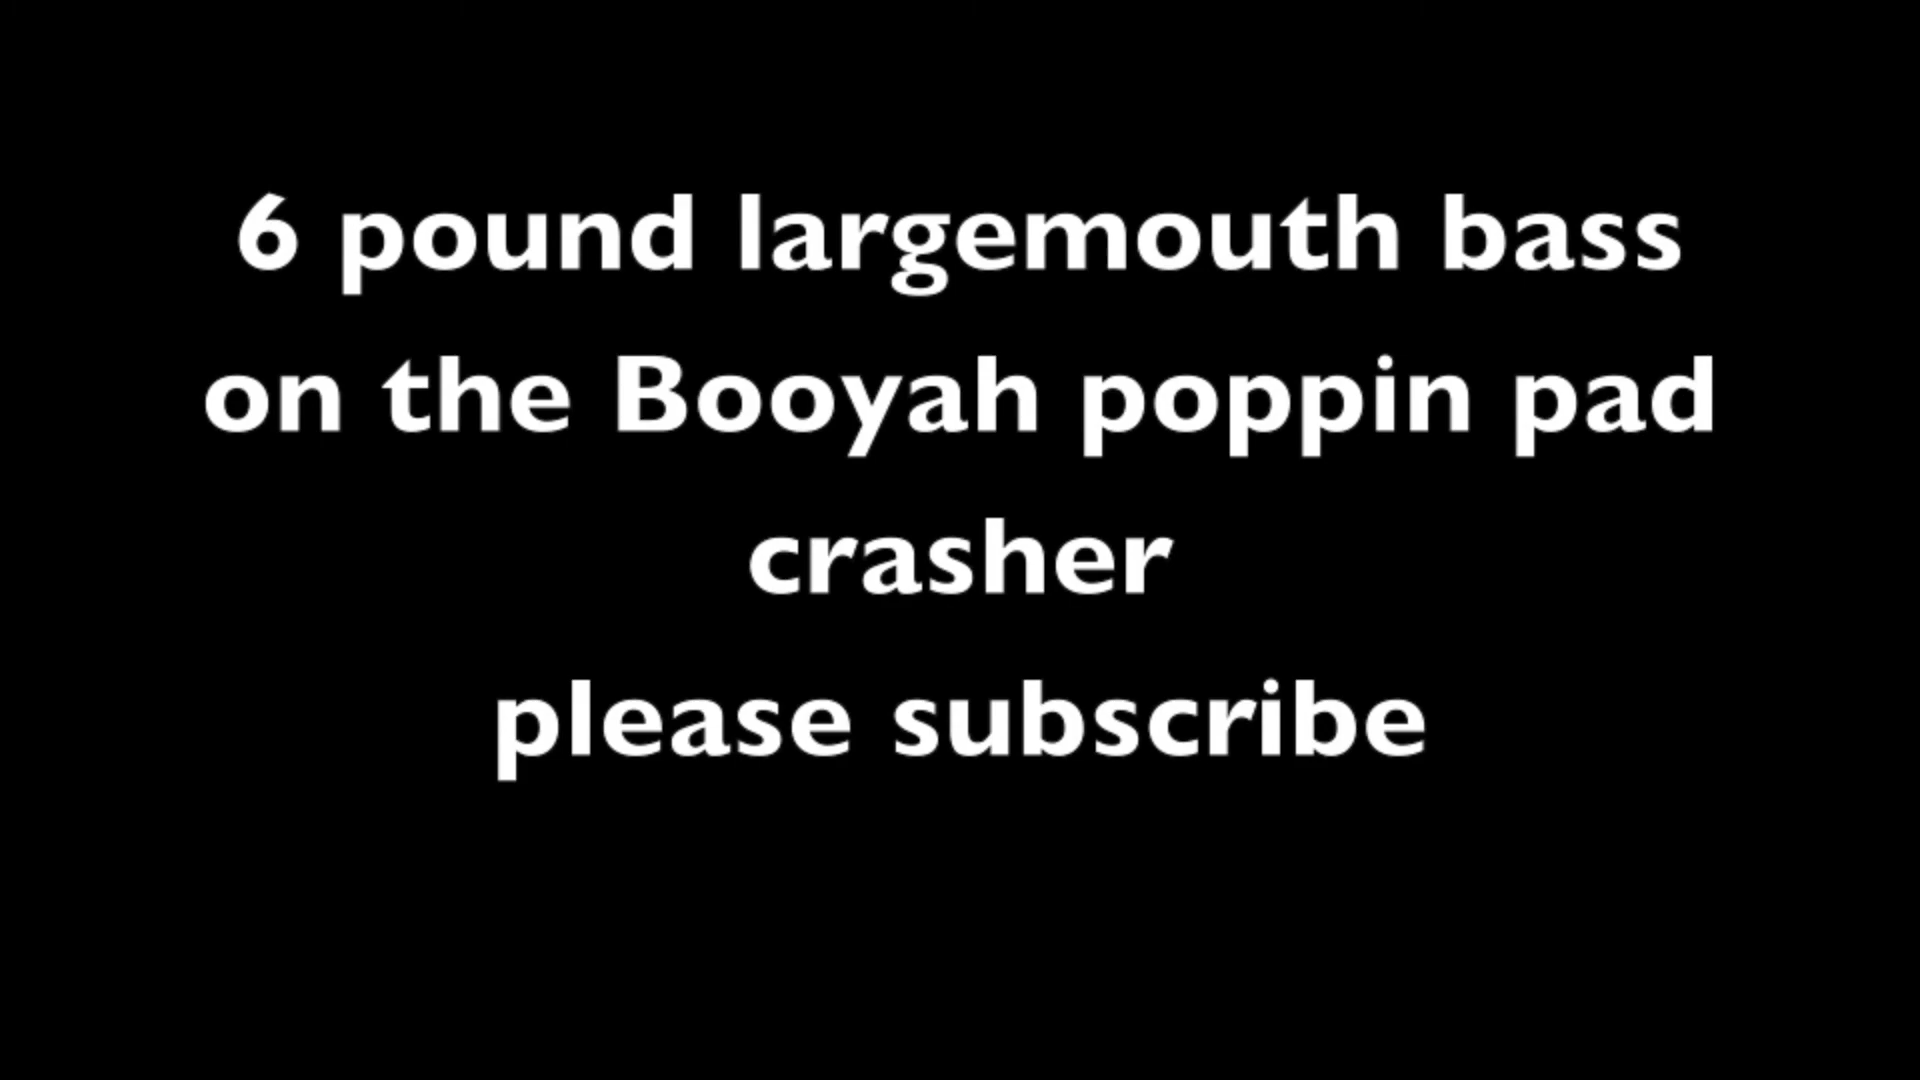 6 pound largemouth bass
on the Booyah poppin pad
crasher
please subscribe